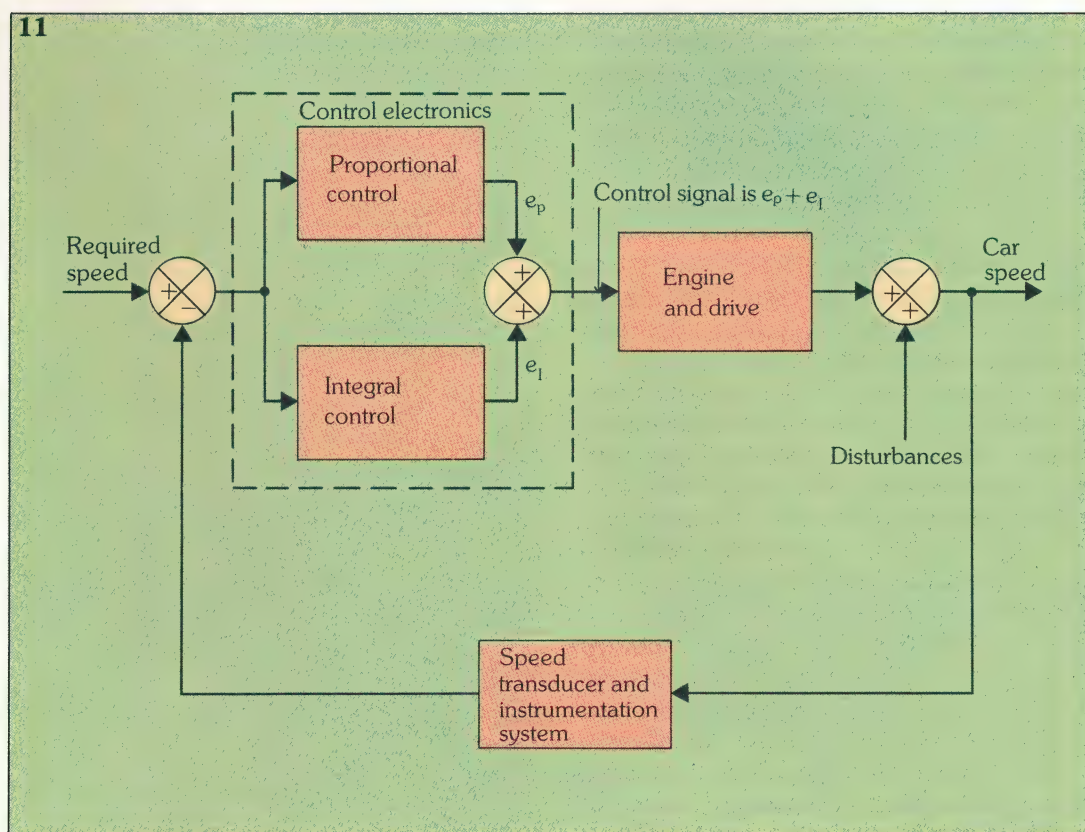 11
Control electronics
Proportional
control
e_p
Control signal is e_p + e_I
Required
speed
+
−
+
+
Engine
and drive
+
+
Car
speed
Integral
control
e_I
Disturbances
Speed
transducer and
instrumentation
system